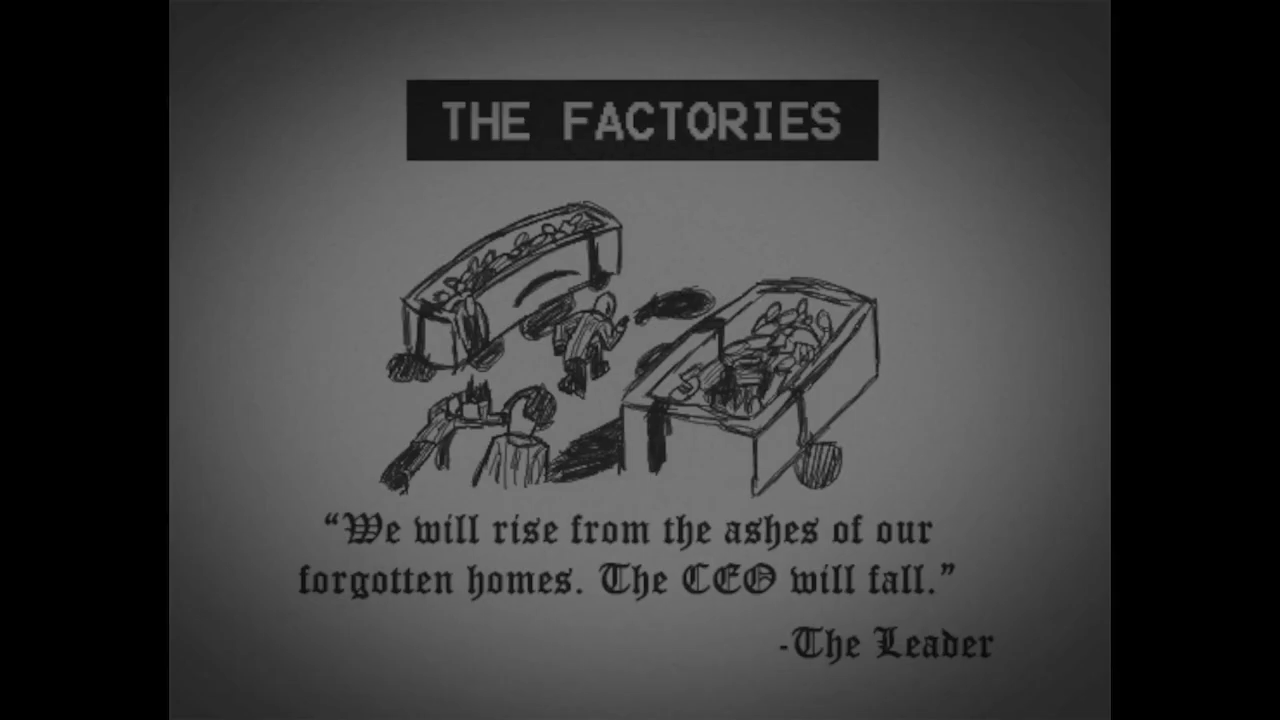 THE FACTORIES
“We will rise from the ashes of our
forgotten homes. The CEO will fall.”
-The Leader